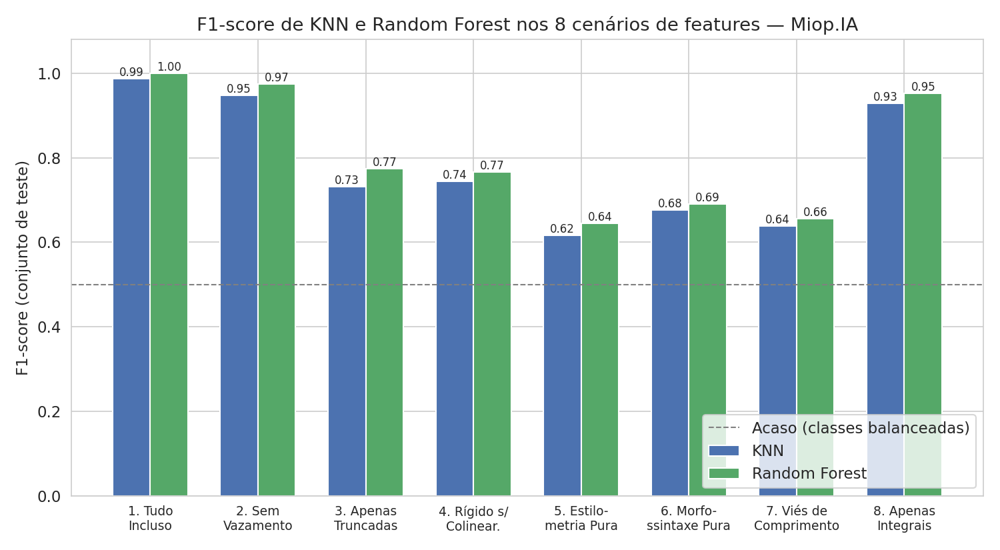 F1-score de KNN e Random Forest nos 8 cenários de features — Miop.IA
F1-score (conjunto de teste)
1.0
0.8
0.6
0.4
0.2
0.0
0.99
1.00
0.95
0.97
0.73
0.77
0.74
0.77
0.62
0.64
0.68
0.69
0.64
0.66
0.93
0.95
Acaso (classes balanceadas)
KNN
Random Forest
1. Tudo
Incluso
2. Sem
Vazamento
3. Apenas
Truncadas
4. Rígido s/
Colinear.
5. Estilo-
metria Pura
6. Morfo-
ssintaxe Pura
7. Viés de
Comprimento
8. Apenas
Integrais